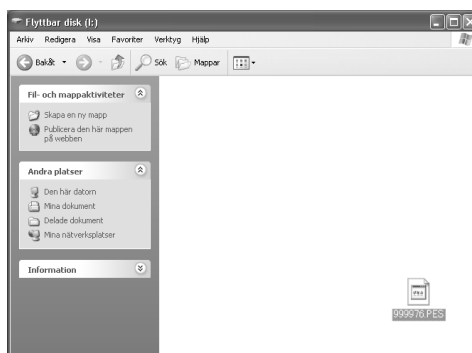 Flyttbar disk (I:)
Arkiv Redigera Visa Favoriter Verktyg Hjälp
Bakåt Sök Mappar
Fil- och mappaktiviteter
Skapa en ny mapp
Publicera den här mappen
på webben
Andra platser
Den här datorn
Mina dokument
Delade dokument
Mina nätverksplatser
Information
999976.PES